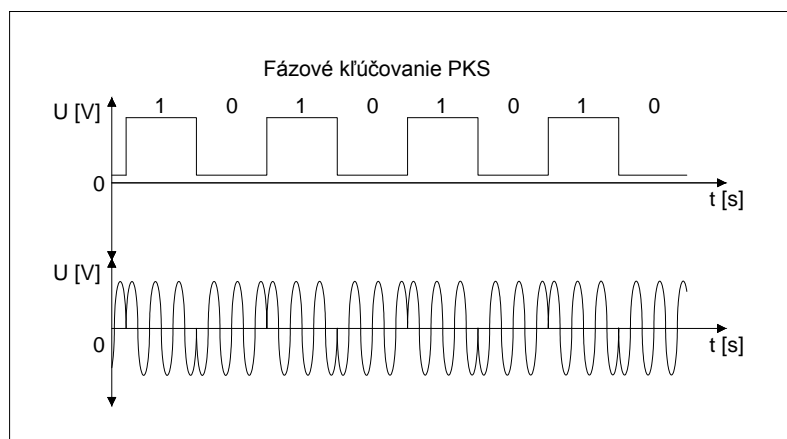 Fázové kľúčovanie PKS
1 0 1 0 1 0 1 0
U [V]
0
t [s]
U [V]
0
t [s]